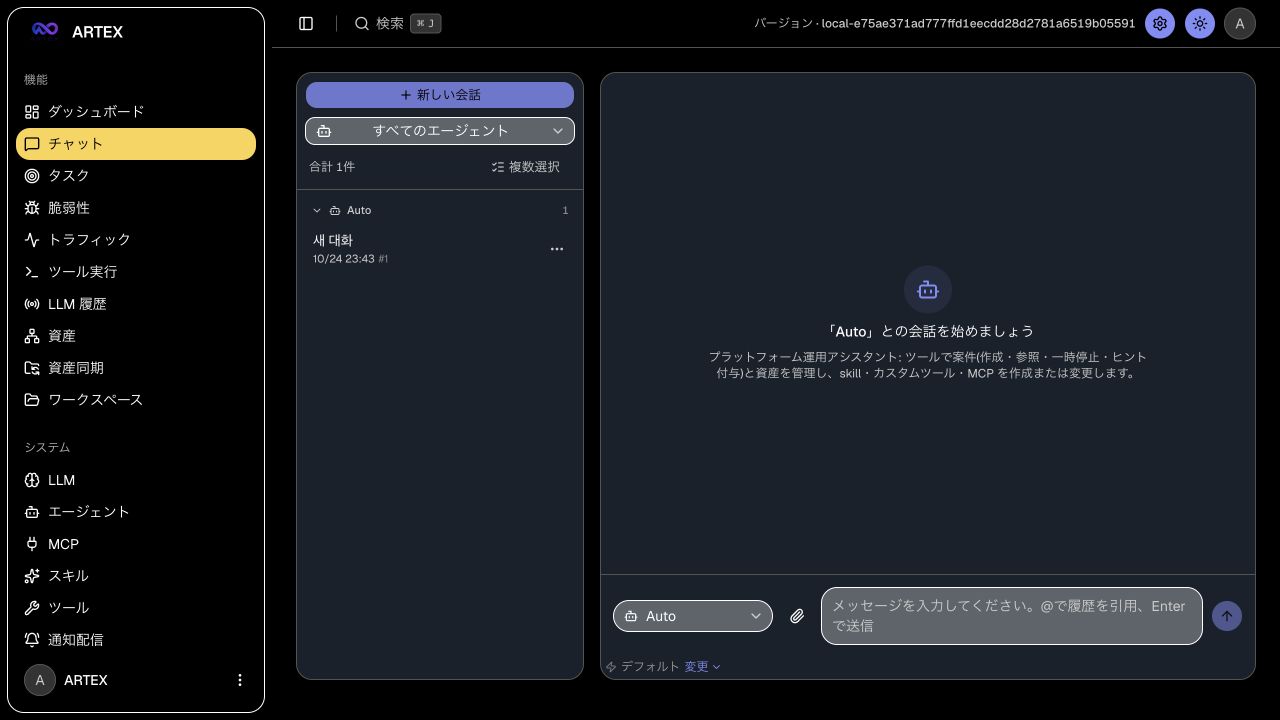 ARTEX
機能
ダッシュボード
チャット
タスク
脆弱性
トラフィック
ツール実行
LLM 履歴
資産
資産同期
ワークスペース
システム
LLM
エージェント
MCP
スキル
ツール
通知配信
A
ARTEX
検索
⌘ J
バージョン · local-e75ae371ad777ffd1eecdd28d2781a6519b05591
A
新しい会話
すべてのエージェント
合計 1件
複数選択
Auto
1
새 대화
10/24 23:43 #1
「Auto」との会話を始めましょう
プラットフォーム運用アシスタント: ツールで案件(作成・参照・一時停止・ヒント
付与)と資産を管理し、skill・カスタムツール・MCP を作成または変更します。
Auto
メッセージを入力してください。@で履歴を引用、Enter
で送信
デフォルト 変更